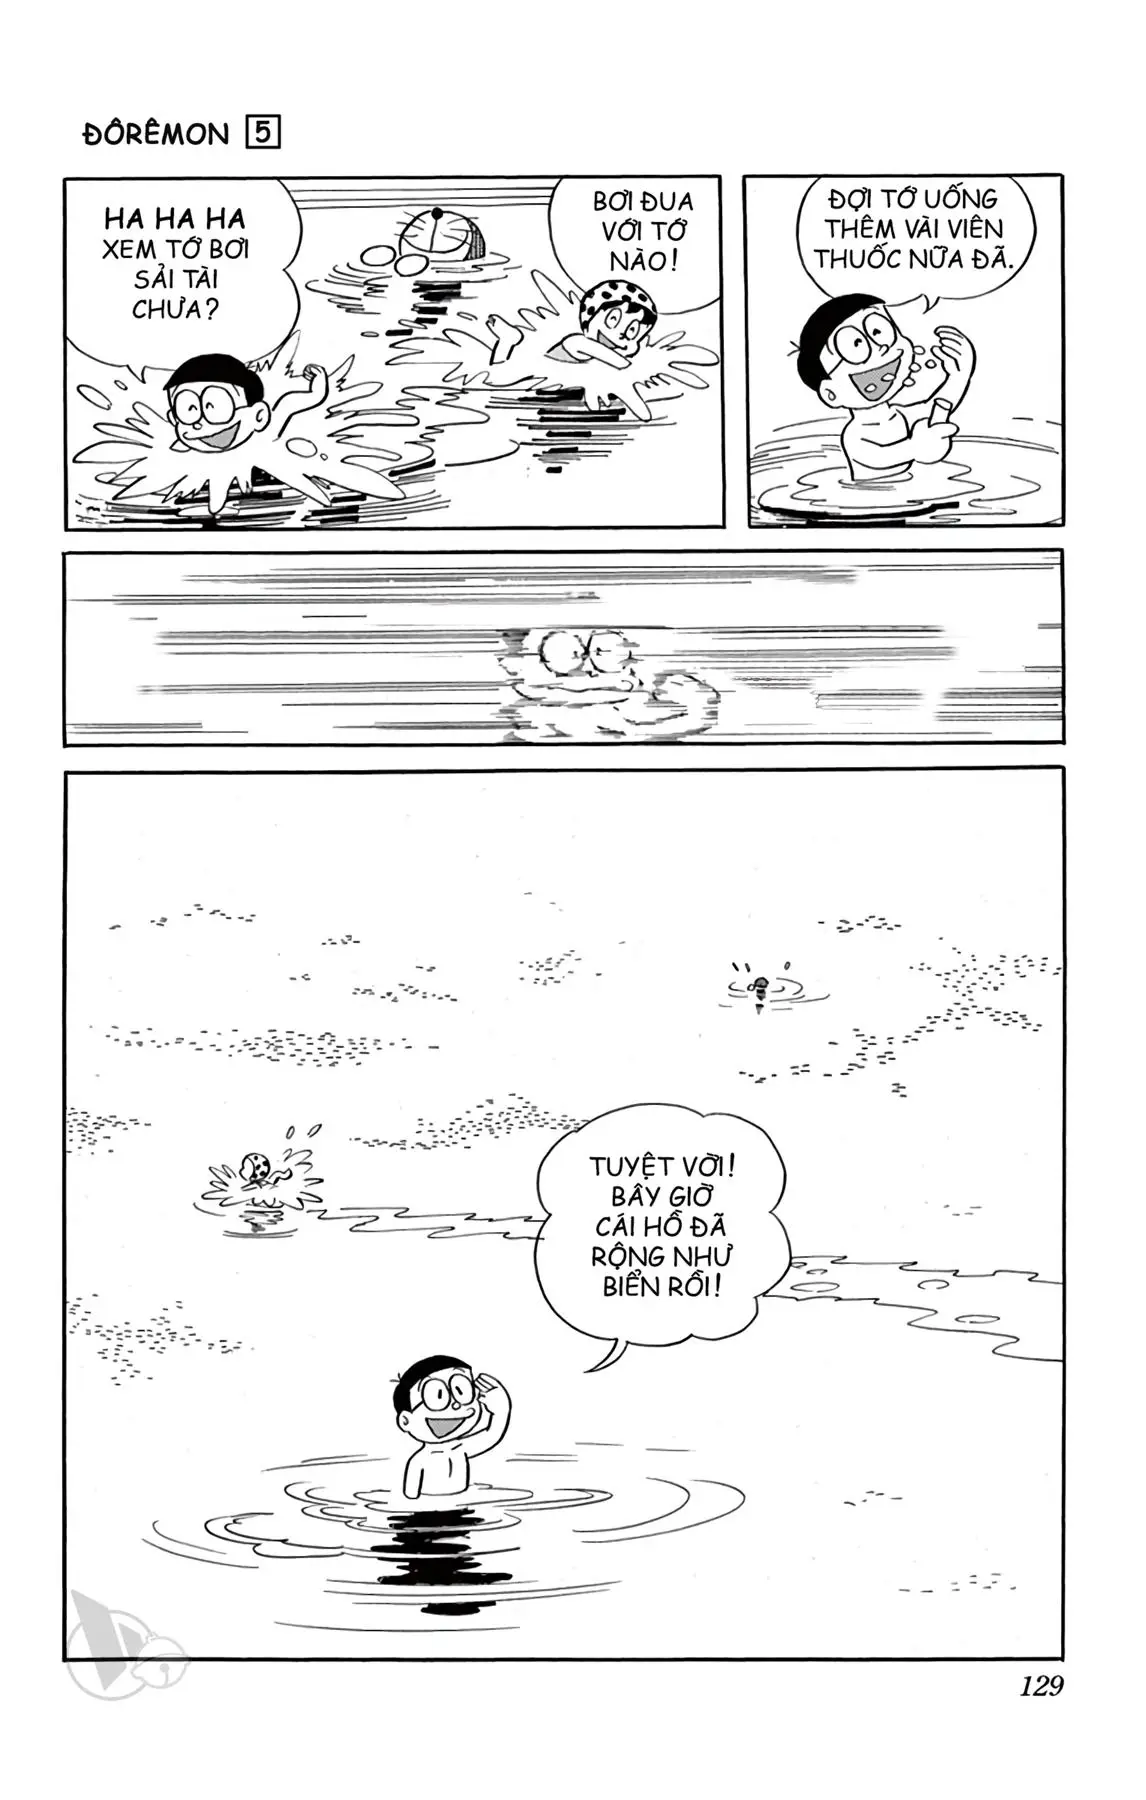 ĐÔRÊMON 5
HA HA HA
XEM TỚ BƠI
SẢI TÀI
CHƯA?
BƠI ĐUA
VỚI TỚ
NÀO!
ĐỢI TỚ UỐNG
THÊM VÀI VIÊN
THUỐC NỮA ĐÃ.
TUYỆT VỜI!
BÂY GIỜ
CÁI HỒ ĐÃ
RỘNG NHƯ
BIỂN RỒI!
129